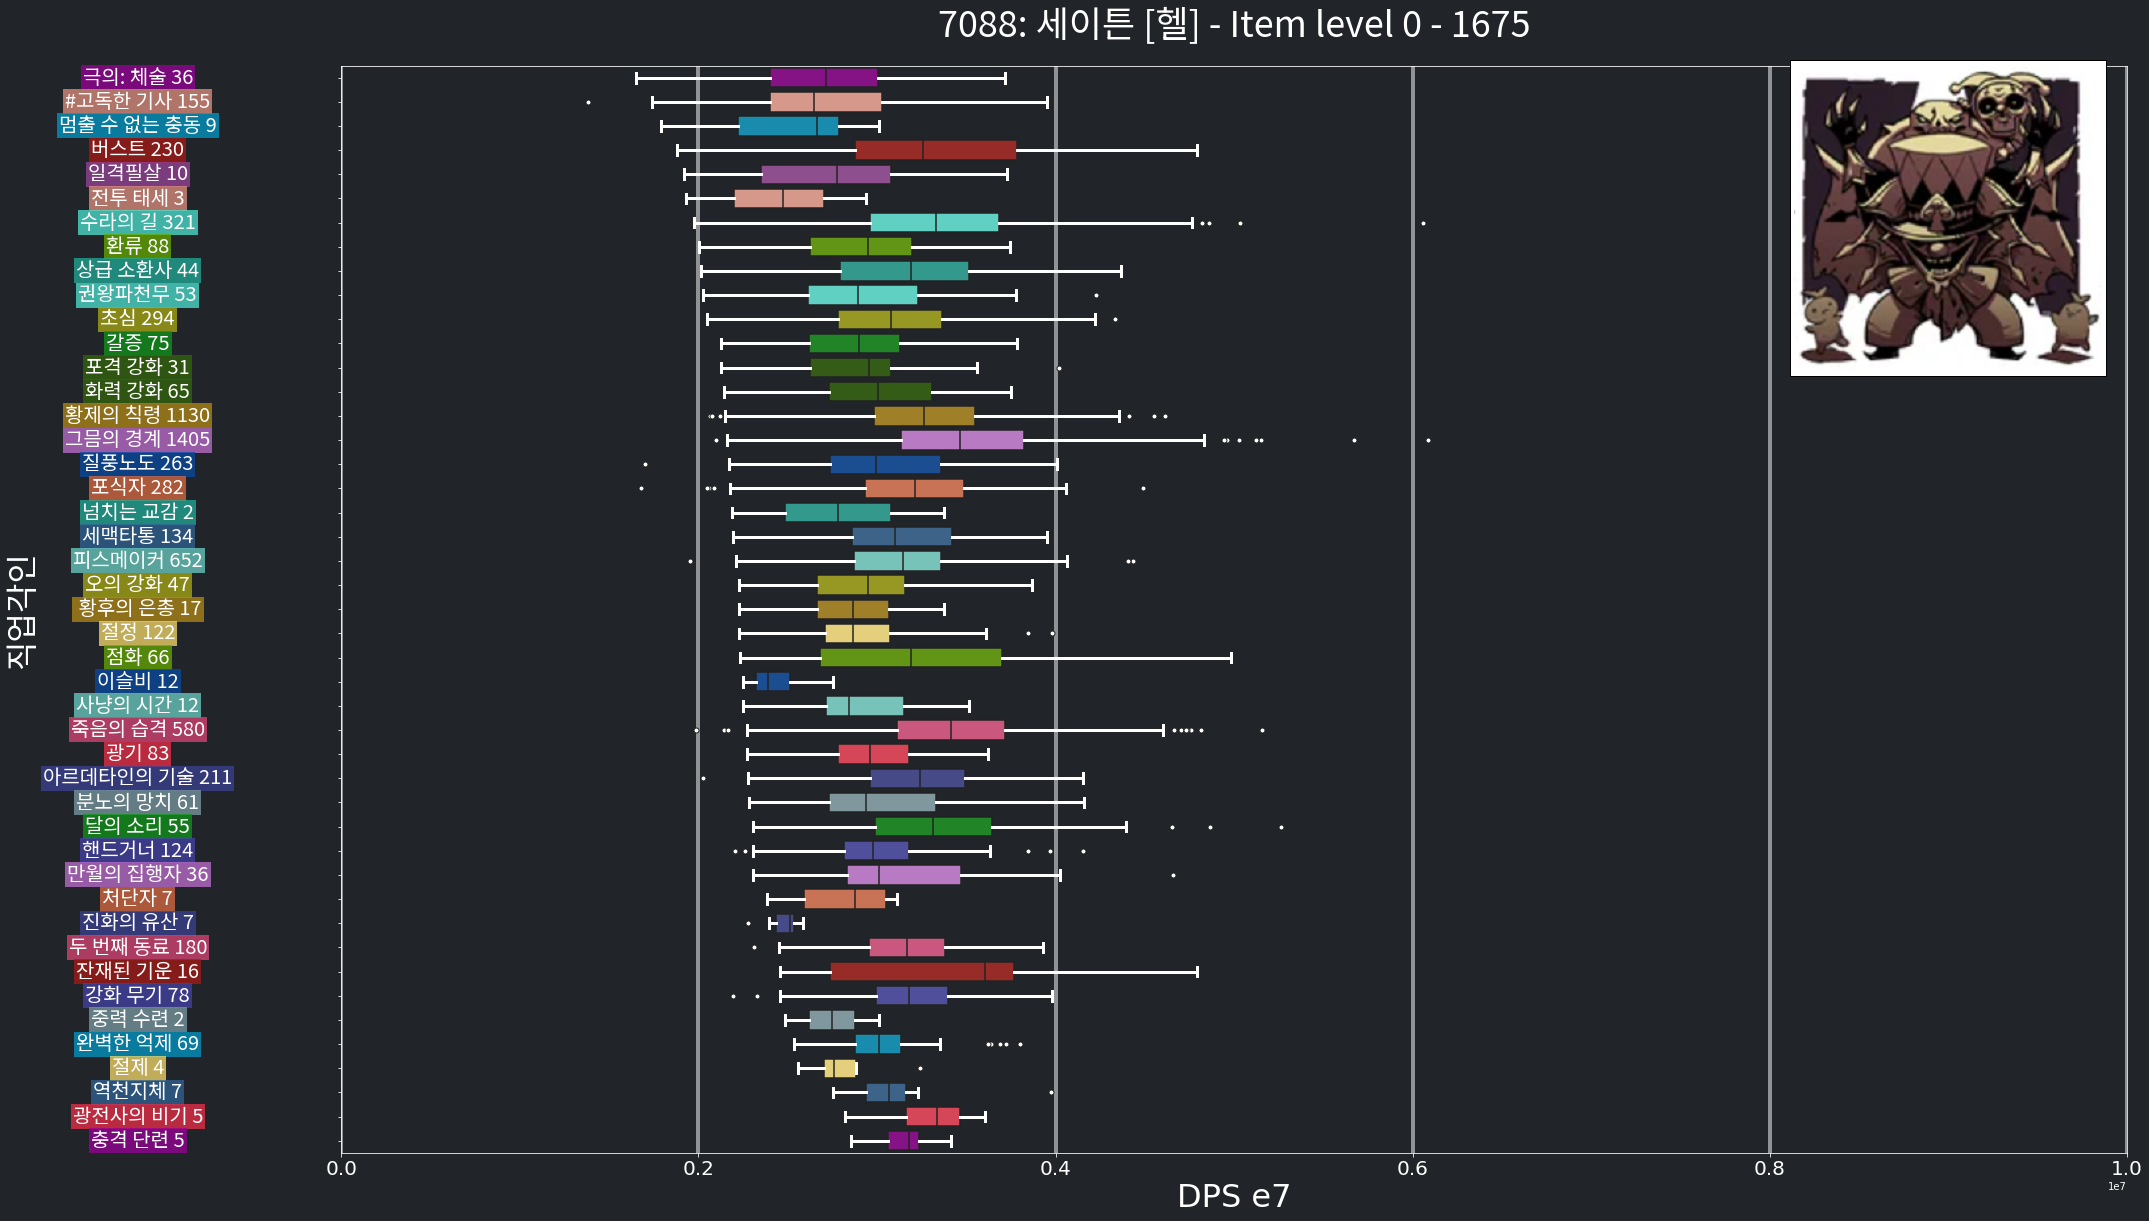 7088: 세이튼 [헬] - Item level 0 - 1675
극의: 체술 36
#고독한 기사 155
멈출 수 없는 충동 9
버스트 230
일격필살 10
전투 태세 3
수라의 길 321
환류 88
상급 소환사 44
권왕파천무 53
초심 294
갈증 75
포격 강화 31
화력 강화 65
황제의 칙령 1130
그믐의 경계 1405
질풍노도 263
포식자 282
넘치는 교감 2
세맥타통 134
피스메이커 652
오의 강화 47
황후의 은총 17
절정 122
점화 66
이슬비 12
사냥의 시간 12
죽음의 습격 580
광기 83
아르데타인의 기술 211
분노의 망치 61
달의 소리 55
핸드거너 124
만월의 집행자 36
처단자 7
진화의 유산 7
두 번째 동료 180
잔재된 기운 16
강화 무기 78
중력 수련 2
완벽한 억제 69
절제 4
역천지체 7
광전사의 비기 5
충격 단련 5
직업각인
0.0 0.2 0.4 0.6 0.8 1.0
1e7
DPS e7